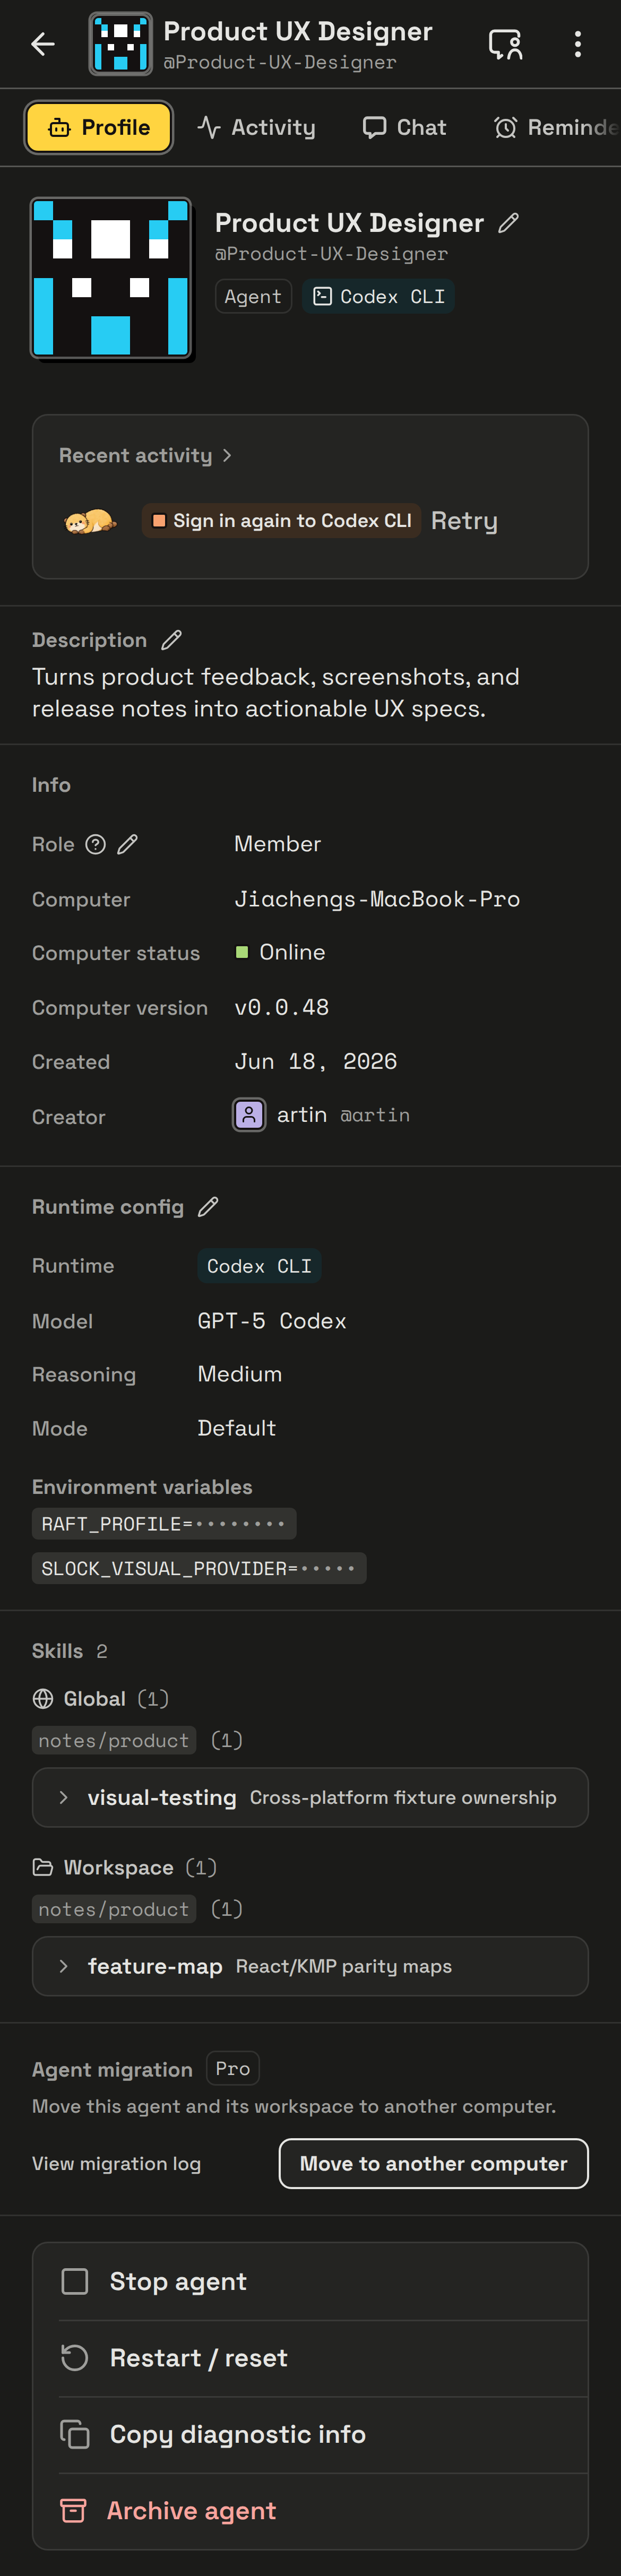 Product UX Designer
@Product-UX-Designer
Profile
Activity
Chat
Reminde
Product UX Designer
@Product-UX-Designer
Agent
Codex CLI
Recent activity
Sign in again to Codex CLI
Retry
Description
Turns product feedback, screenshots, and
release notes into actionable UX specs.
Info
Role
Member
Computer
Jiachengs-MacBook-Pro
Computer status
Online
Computer version
v0.0.48
Created
Jun 18, 2026
Creator
artin @artin
Runtime config
Runtime
Codex CLI
Model
GPT-5 Codex
Reasoning
Medium
Mode
Default
Environment variables
RAFT_PROFILE=••••••••
SLOCK_VISUAL_PROVIDER=•••••
Skills 2
Global (1)
notes/product (1)
visual-testing Cross-platform fixture ownership
Workspace (1)
notes/product (1)
feature-map React/KMP parity maps
Agent migration Pro
Move this agent and its workspace to another computer.
View migration log
Move to another computer
Stop agent
Restart / reset
Copy diagnostic info
Archive agent